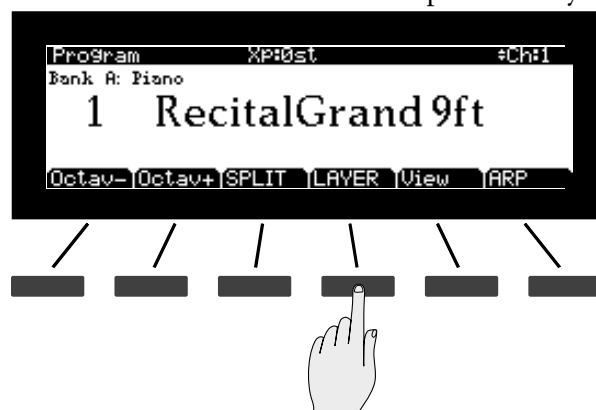 Program Xp:0st ÷Ch:1
Bank A: Piano
1 RecitalGrand 9ft
Octav- Octav+ SPLIT LAYER View ARP